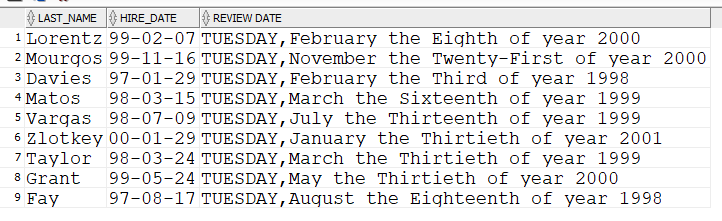 LAST_NAME HIRE_DATE REVIEW DATE
1 Lorentz 99-02-07 TUESDAY,February the Eighth of year 2000
2 Mourgos 99-11-16 TUESDAY,November the Twenty-First of year 2000
3 Davies 97-01-29 TUESDAY,February the Third of year 1998
4 Matos 98-03-15 TUESDAY,March the Sixteenth of year 1999
5 Vargas 98-07-09 TUESDAY,July the Thirteenth of year 1999
6 Zlotkey 00-01-29 TUESDAY,January the Thirtieth of year 2001
7 Taylor 98-03-24 TUESDAY,March the Thirtieth of year 1999
8 Grant 99-05-24 TUESDAY,May the Thirtieth of year 2000
9 Fay 97-08-17 TUESDAY,August the Eighteenth of year 1998